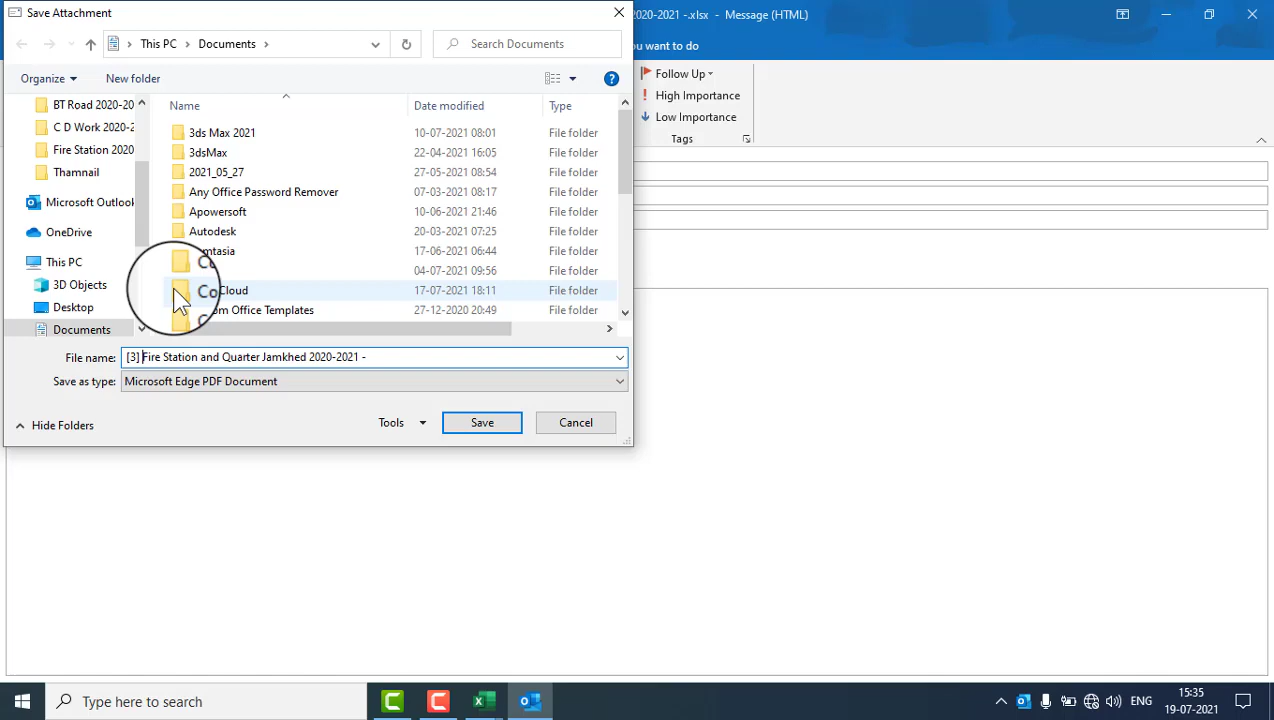 Save Attachment
2020-2021 -.xlsx - Message (HTML)
This PC
Documents
Search Documents
you want to do
Organize
New folder
Follow Up
High Importance
Low Importance
Tags
Name
Date modified
Type
BT Road 2020-20
C D Work 2020-2
Fire Station 2020
Thamnail
Microsoft Outlook
OneDrive
This PC
3D Objects
Desktop
Documents
3ds Max 2021 10-07-2021 08:01 File folder
3dsMax 22-04-2021 16:05 File folder
2021_05_27 27-05-2021 08:54 File folder
Any Office Password Remover 07-03-2021 08:17 File folder
Apowersoft 10-06-2021 21:46 File folder
Autodesk 20-03-2021 07:25 File folder
mtasia 17-06-2021 06:44 File folder
04-07-2021 09:56 File folder
Co Cloud 17-07-2021 18:11 File folder
om Office Templates 27-12-2020 20:49 File folder
File name: [3] Fire Station and Quarter Jamkhed 2020-2021 -
Save as type: Microsoft Edge PDF Document
Hide Folders
Tools
Save
Cancel
Type here to search
ENG
15:35
19-07-2021